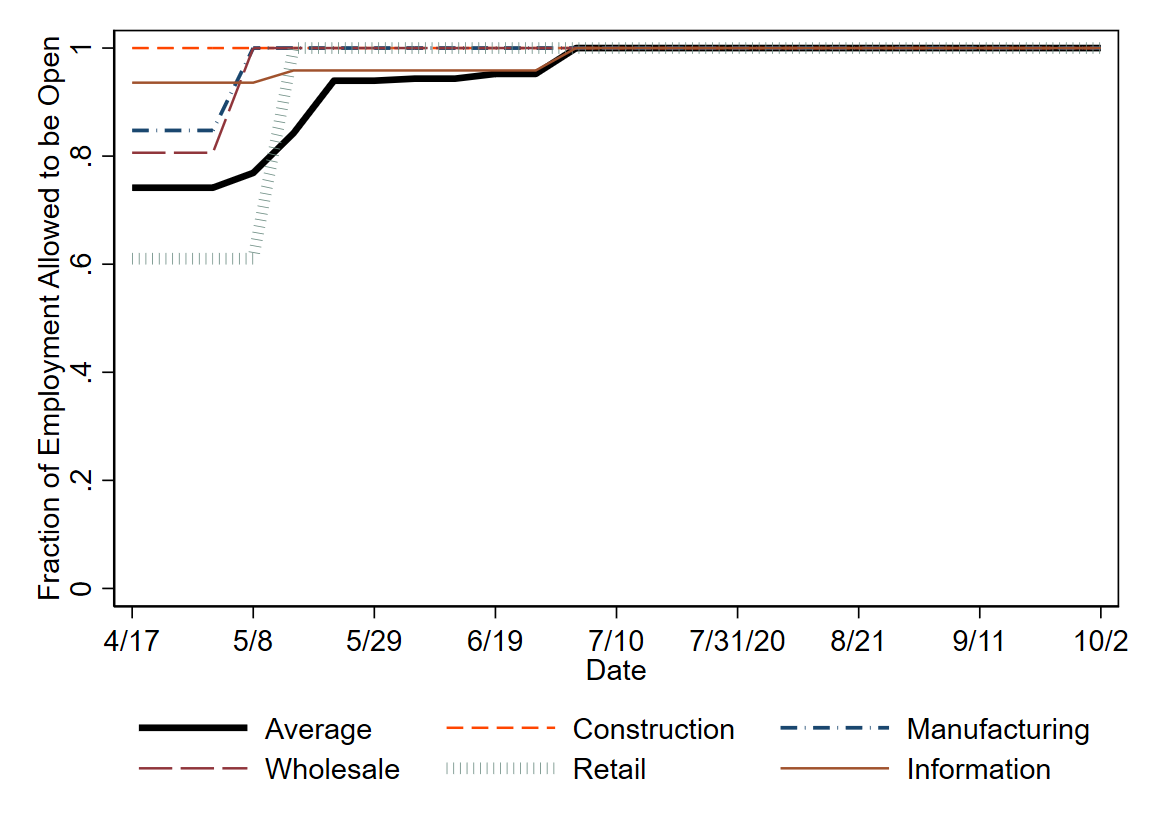 Fraction of Employment Allowed to be Open
1
.8
.6
.4
.2
0
4/17 5/8 5/29 6/19 7/10 7/31/20 8/21 9/11 10/2
Date
Average Construction Manufacturing
Wholesale Retail Information